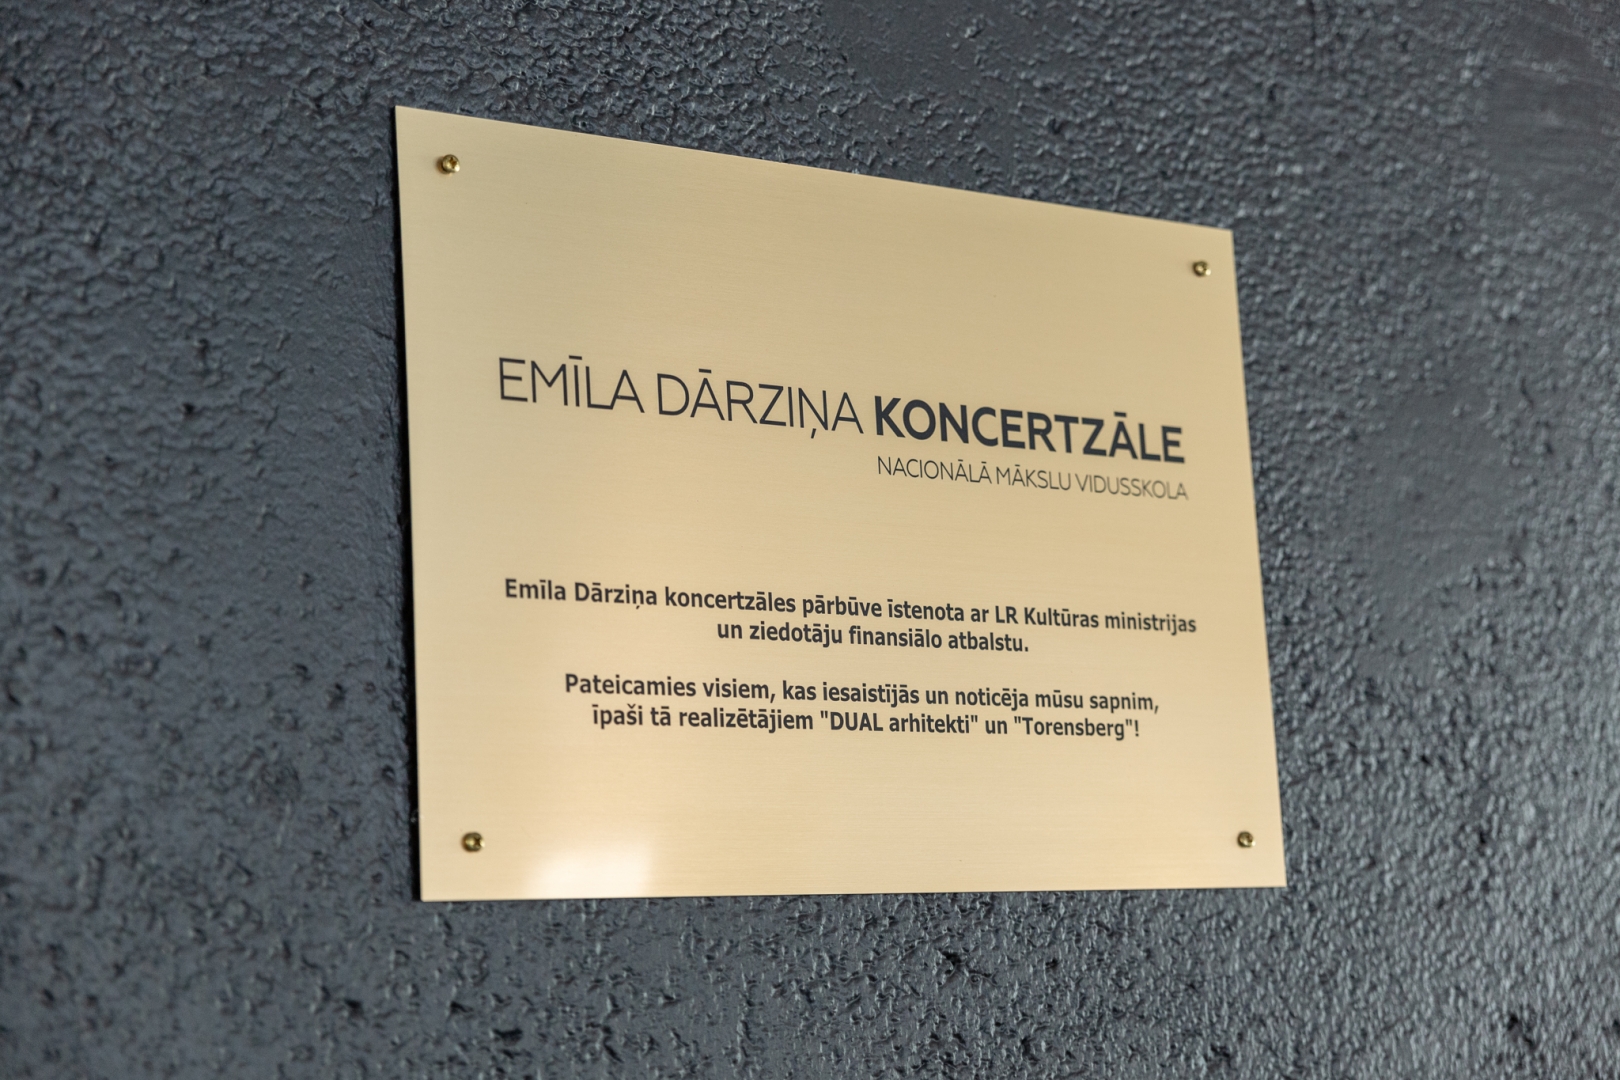 EMĪLA DĀRZIŅA KONCERTZĀLE
NACIONĀLĀ MĀKSLU VIDUSSKOLA
Emīla Dārziņa koncertzāles pārbūve īstenota ar LR Kultūras ministrijas
un ziedotāju finansiālo atbalstu.
Pateicamies visiem, kas iesaistījās un noticēja mūsu sapnim,
īpaši tā realizētājiem "DUAL arhitekti" un "Torensberg"!